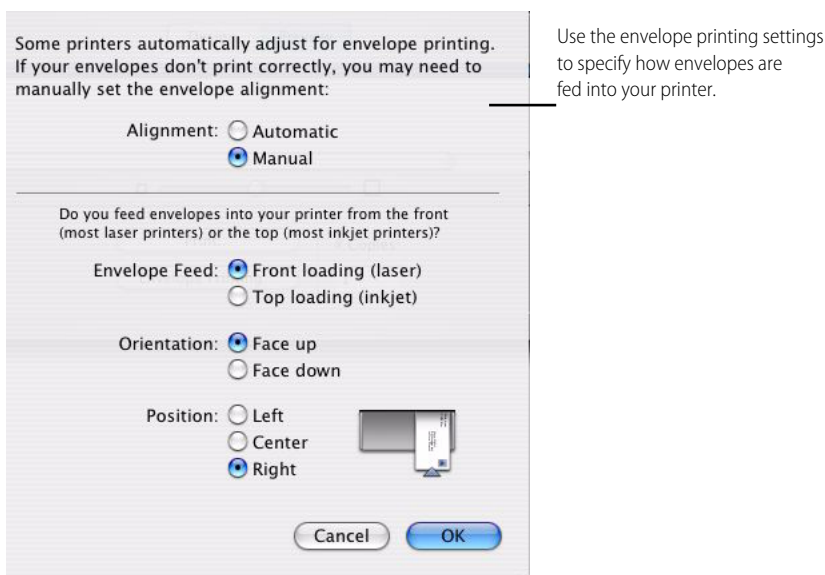 Some printers automatically adjust for envelope printing.
If your envelopes don't print correctly, you may need to
manually set the envelope alignment:
Alignment: Automatic
Manual
Do you feed envelopes into your printer from the front
(most laser printers) or the top (most inkjet printers)?
Envelope Feed: Front loading (laser)
Top loading (inkjet)
Orientation: Face up
Face down
Position: Left
Center
Right
Cancel OK
Use the envelope printing settings
to specify how envelopes are
fed into your printer.